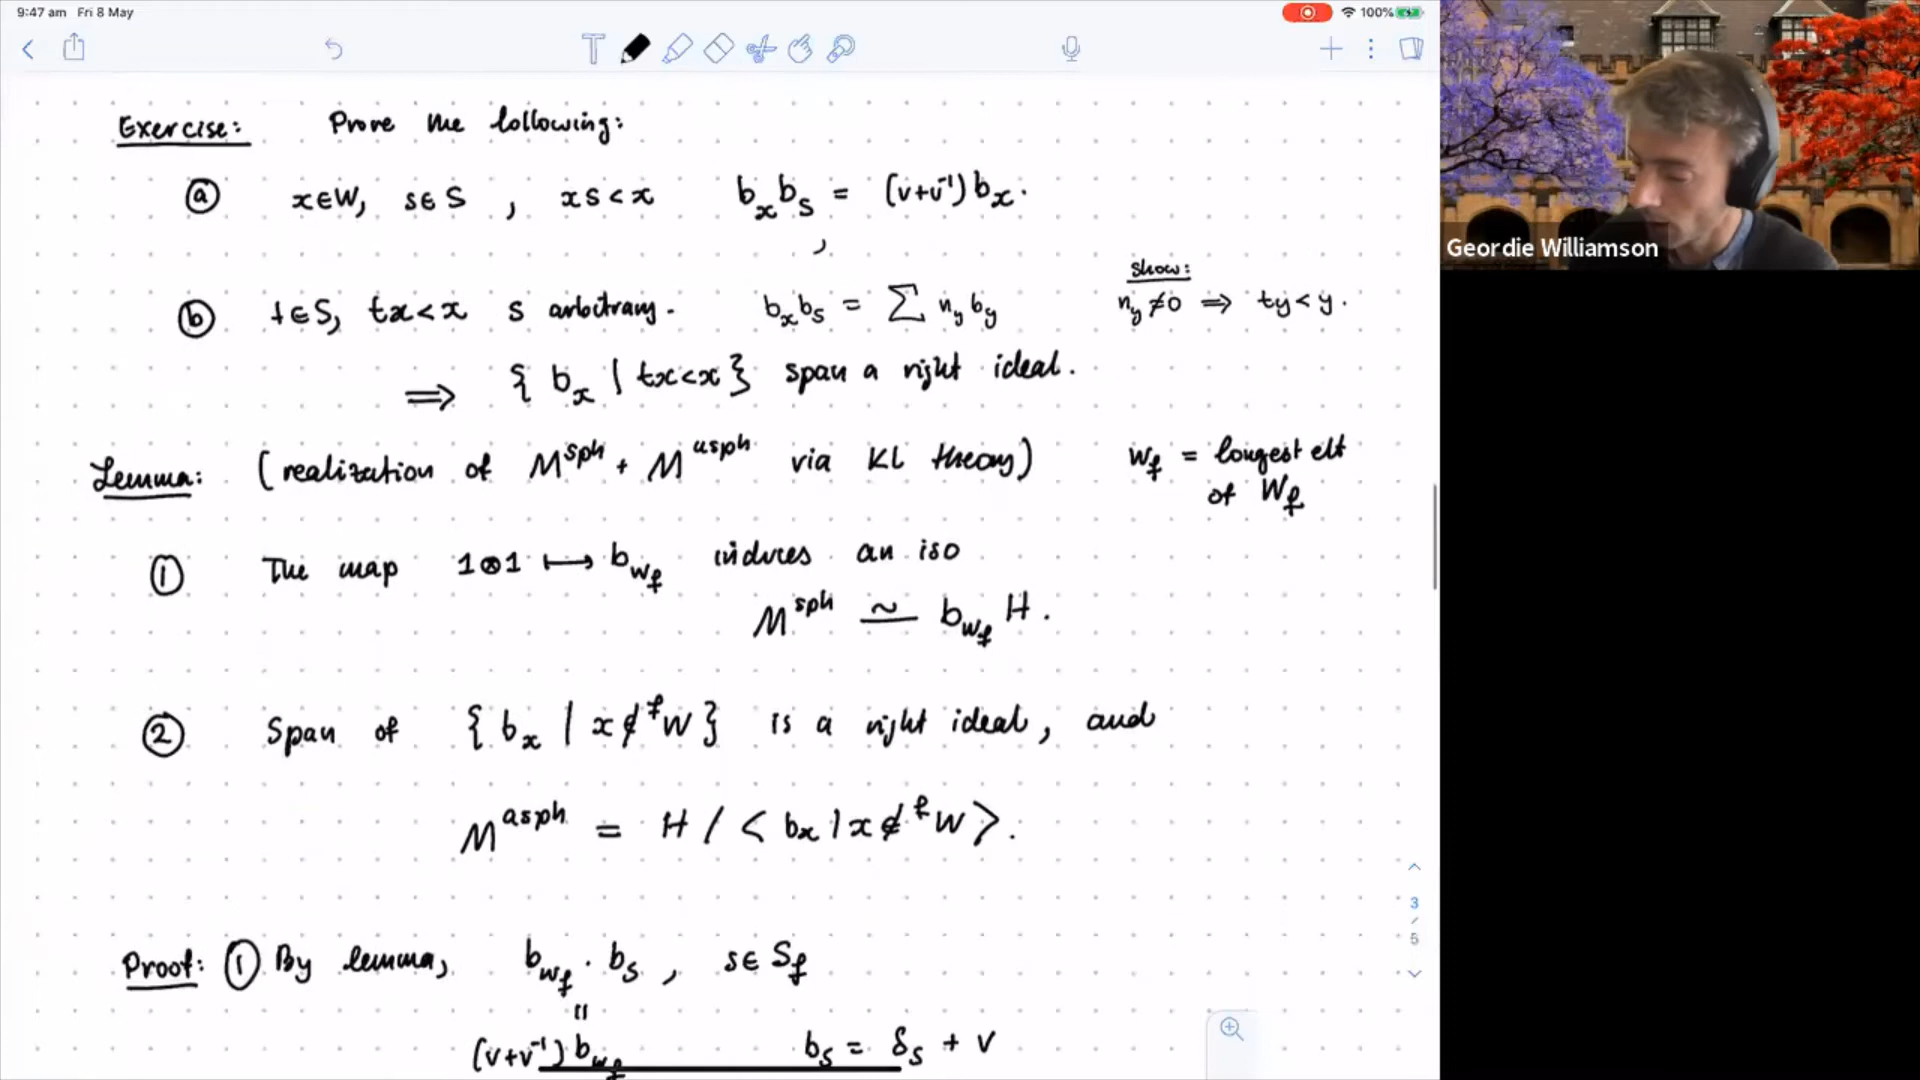 9:47 am Fri 8 May
100%
Exercise: Prove the following:
ⓐ x∈W, s∈S, xs<x b_x b_s = (v+v⁻¹) b_x.
ⓑ t∈S, tx<x s arbitrary. b_x b_s = Σ n_y b_y
show:
n_y ≠ 0 ⇒ ty<y.
⟹ { b_x | tx<x } span a right ideal.
Lemma: (realization of M^sph + M^asph via KL theory)
w_f = longest elt
of W_f
① The map 1⊗1 ⟼ b_{w_f} induces an iso
M^sph ≃ b_{w_f} H.
② Span of { b_x | x∉ᶠW } is a right ideal, and
M^asph = H / < b_x | x∉ᶠW >.
Proof: ① By lemma, b_{w_f} · b_s, s∈S_f
=
(v+v⁻¹) b_{w_f} b_s = δ_s + v
3
/
5
Geordie Williamson